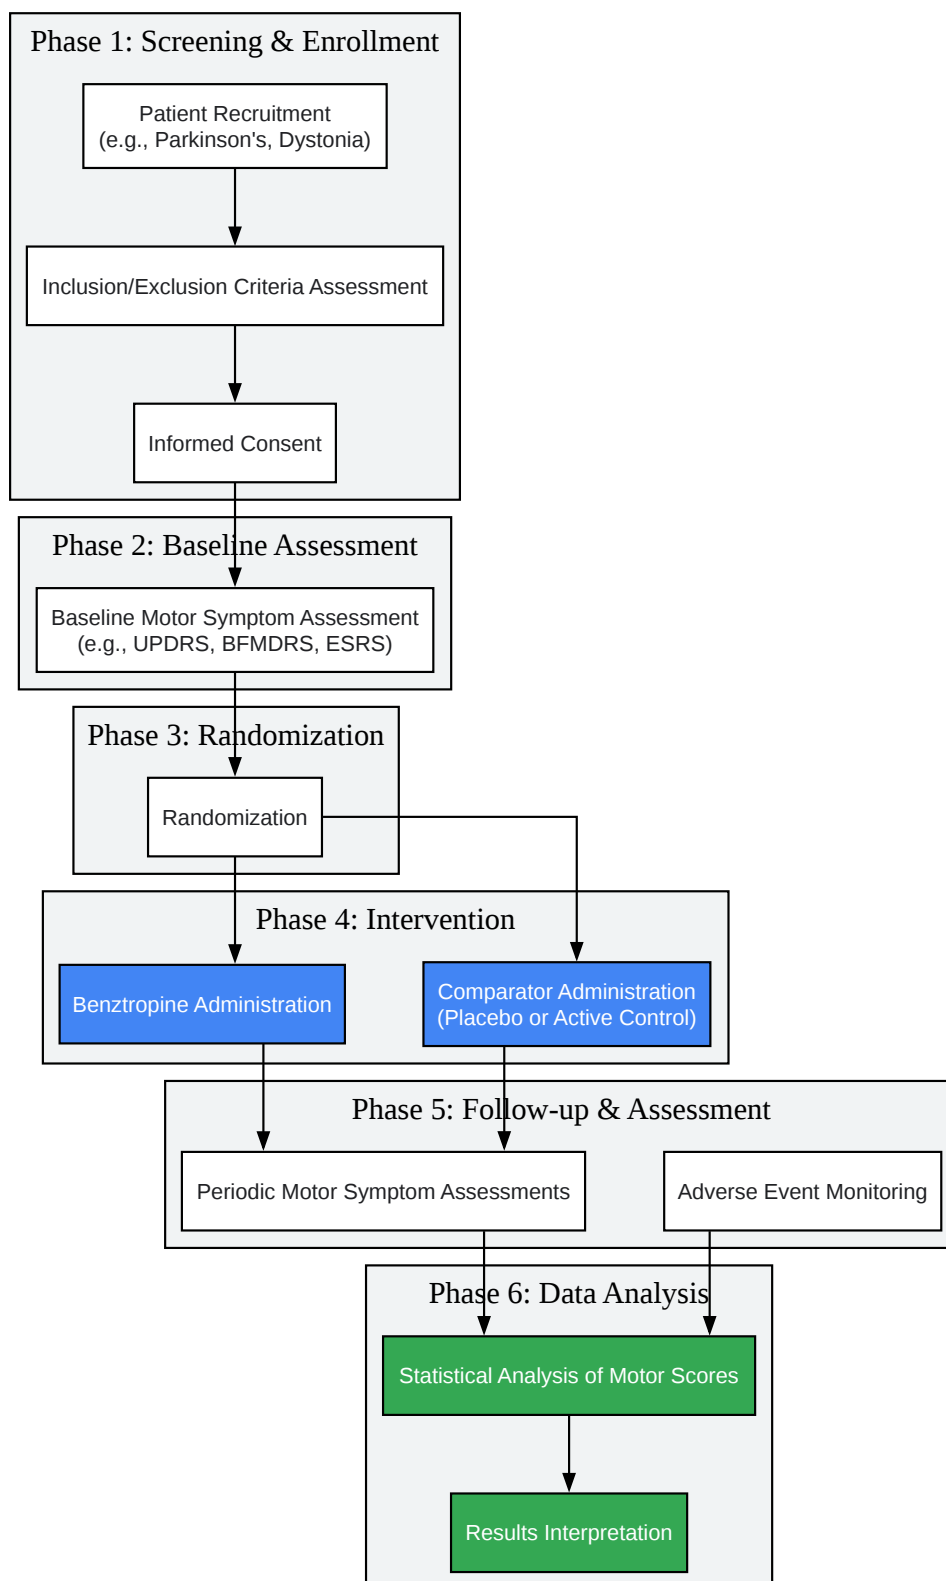 Phase 1: Screening & Enrollment
Patient Recruitment
(e.g., Parkinson's, Dystonia)
Inclusion/Exclusion Criteria Assessment
Informed Consent
Phase 2: Baseline Assessment
Baseline Motor Symptom Assessment
(e.g., UPDRS, BFMDRS, ESRS)
Phase 3: Randomization
Randomization
Phase 4: Intervention
Benztropine Administration
Comparator Administration
(Placebo or Active Control)
Phase 5: Follow-up & Assessment
Periodic Motor Symptom Assessments
Adverse Event Monitoring
Phase 6: Data Analysis
Statistical Analysis of Motor Scores
Results Interpretation